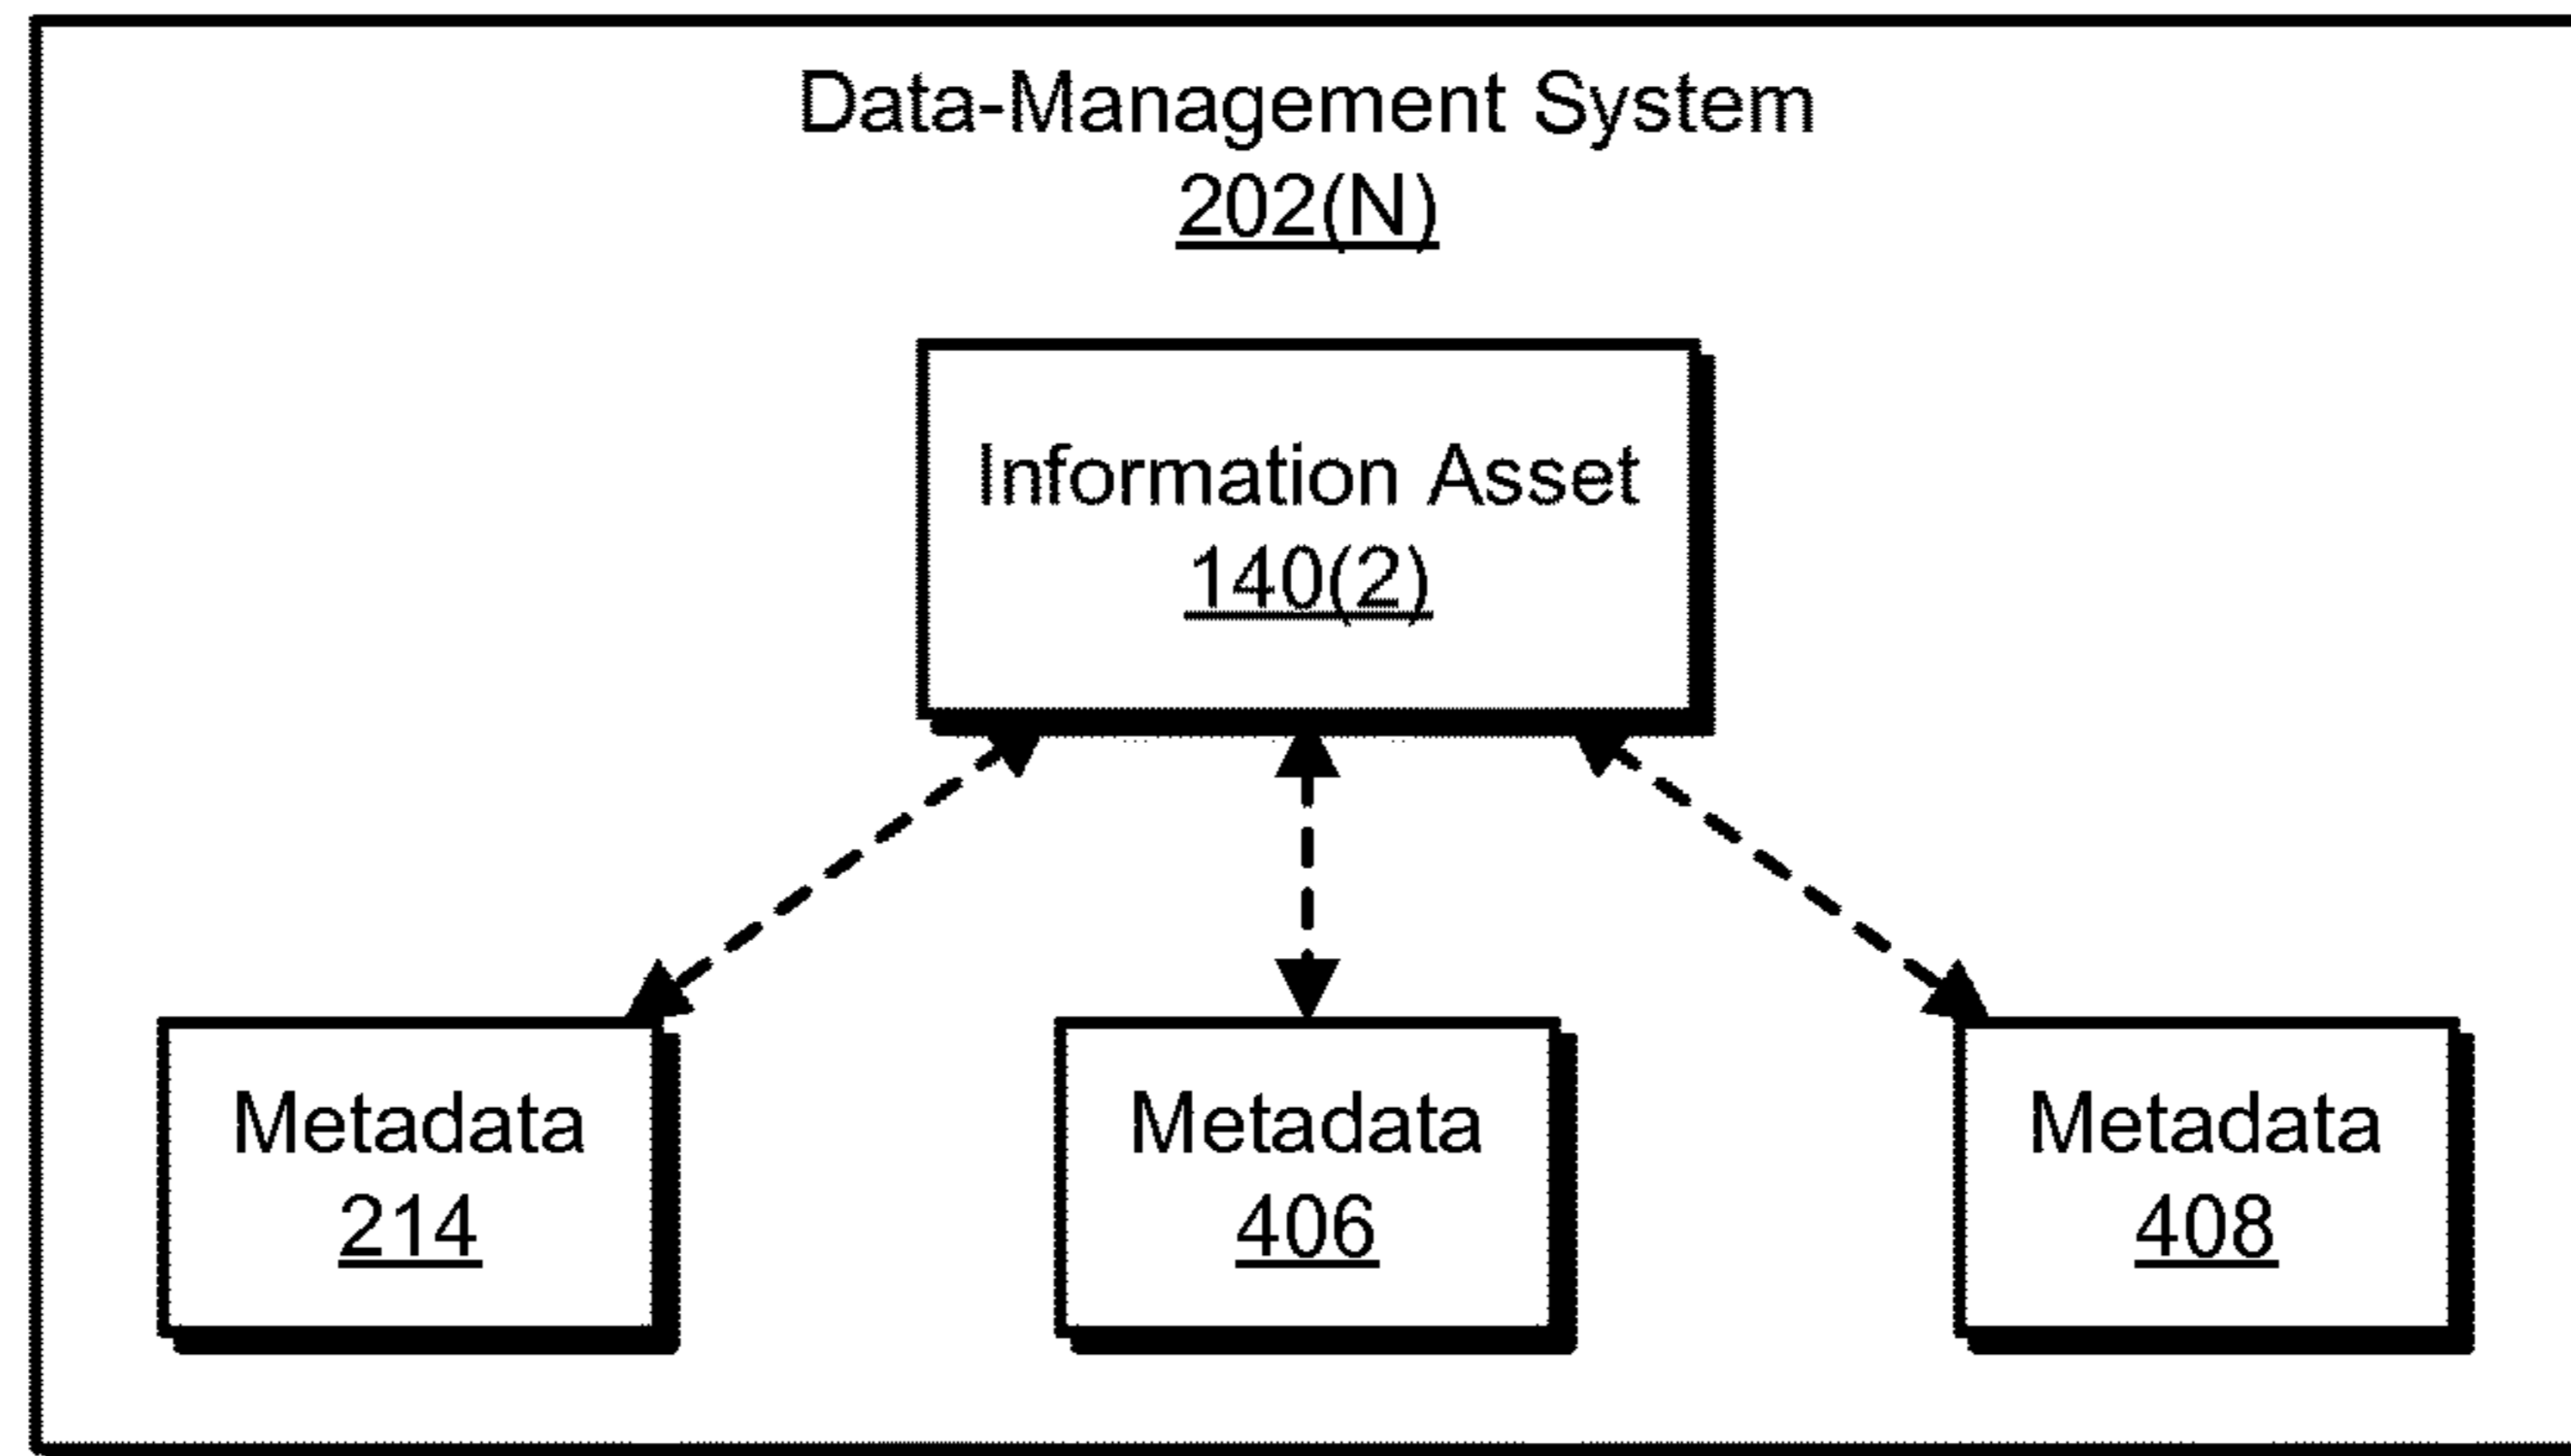 Data-Management System
202(N)
Information Asset
140(2)
Metadata
214
Metadata
406
Metadata
408